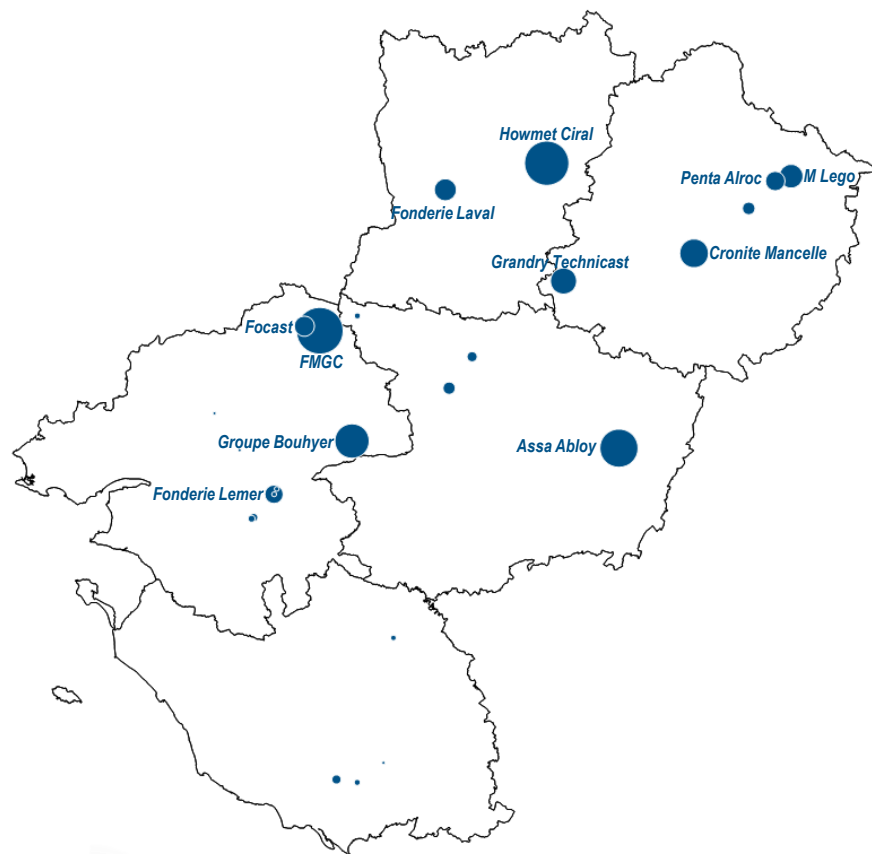 Howmet Ciral
Penta Alroc
M Lego
Fonderie Laval
Cronite Mancelle
Grandry Technicast
Focast
FMGC
Groupe Bouhyer
Assa Abloy
Fonderie Lemer